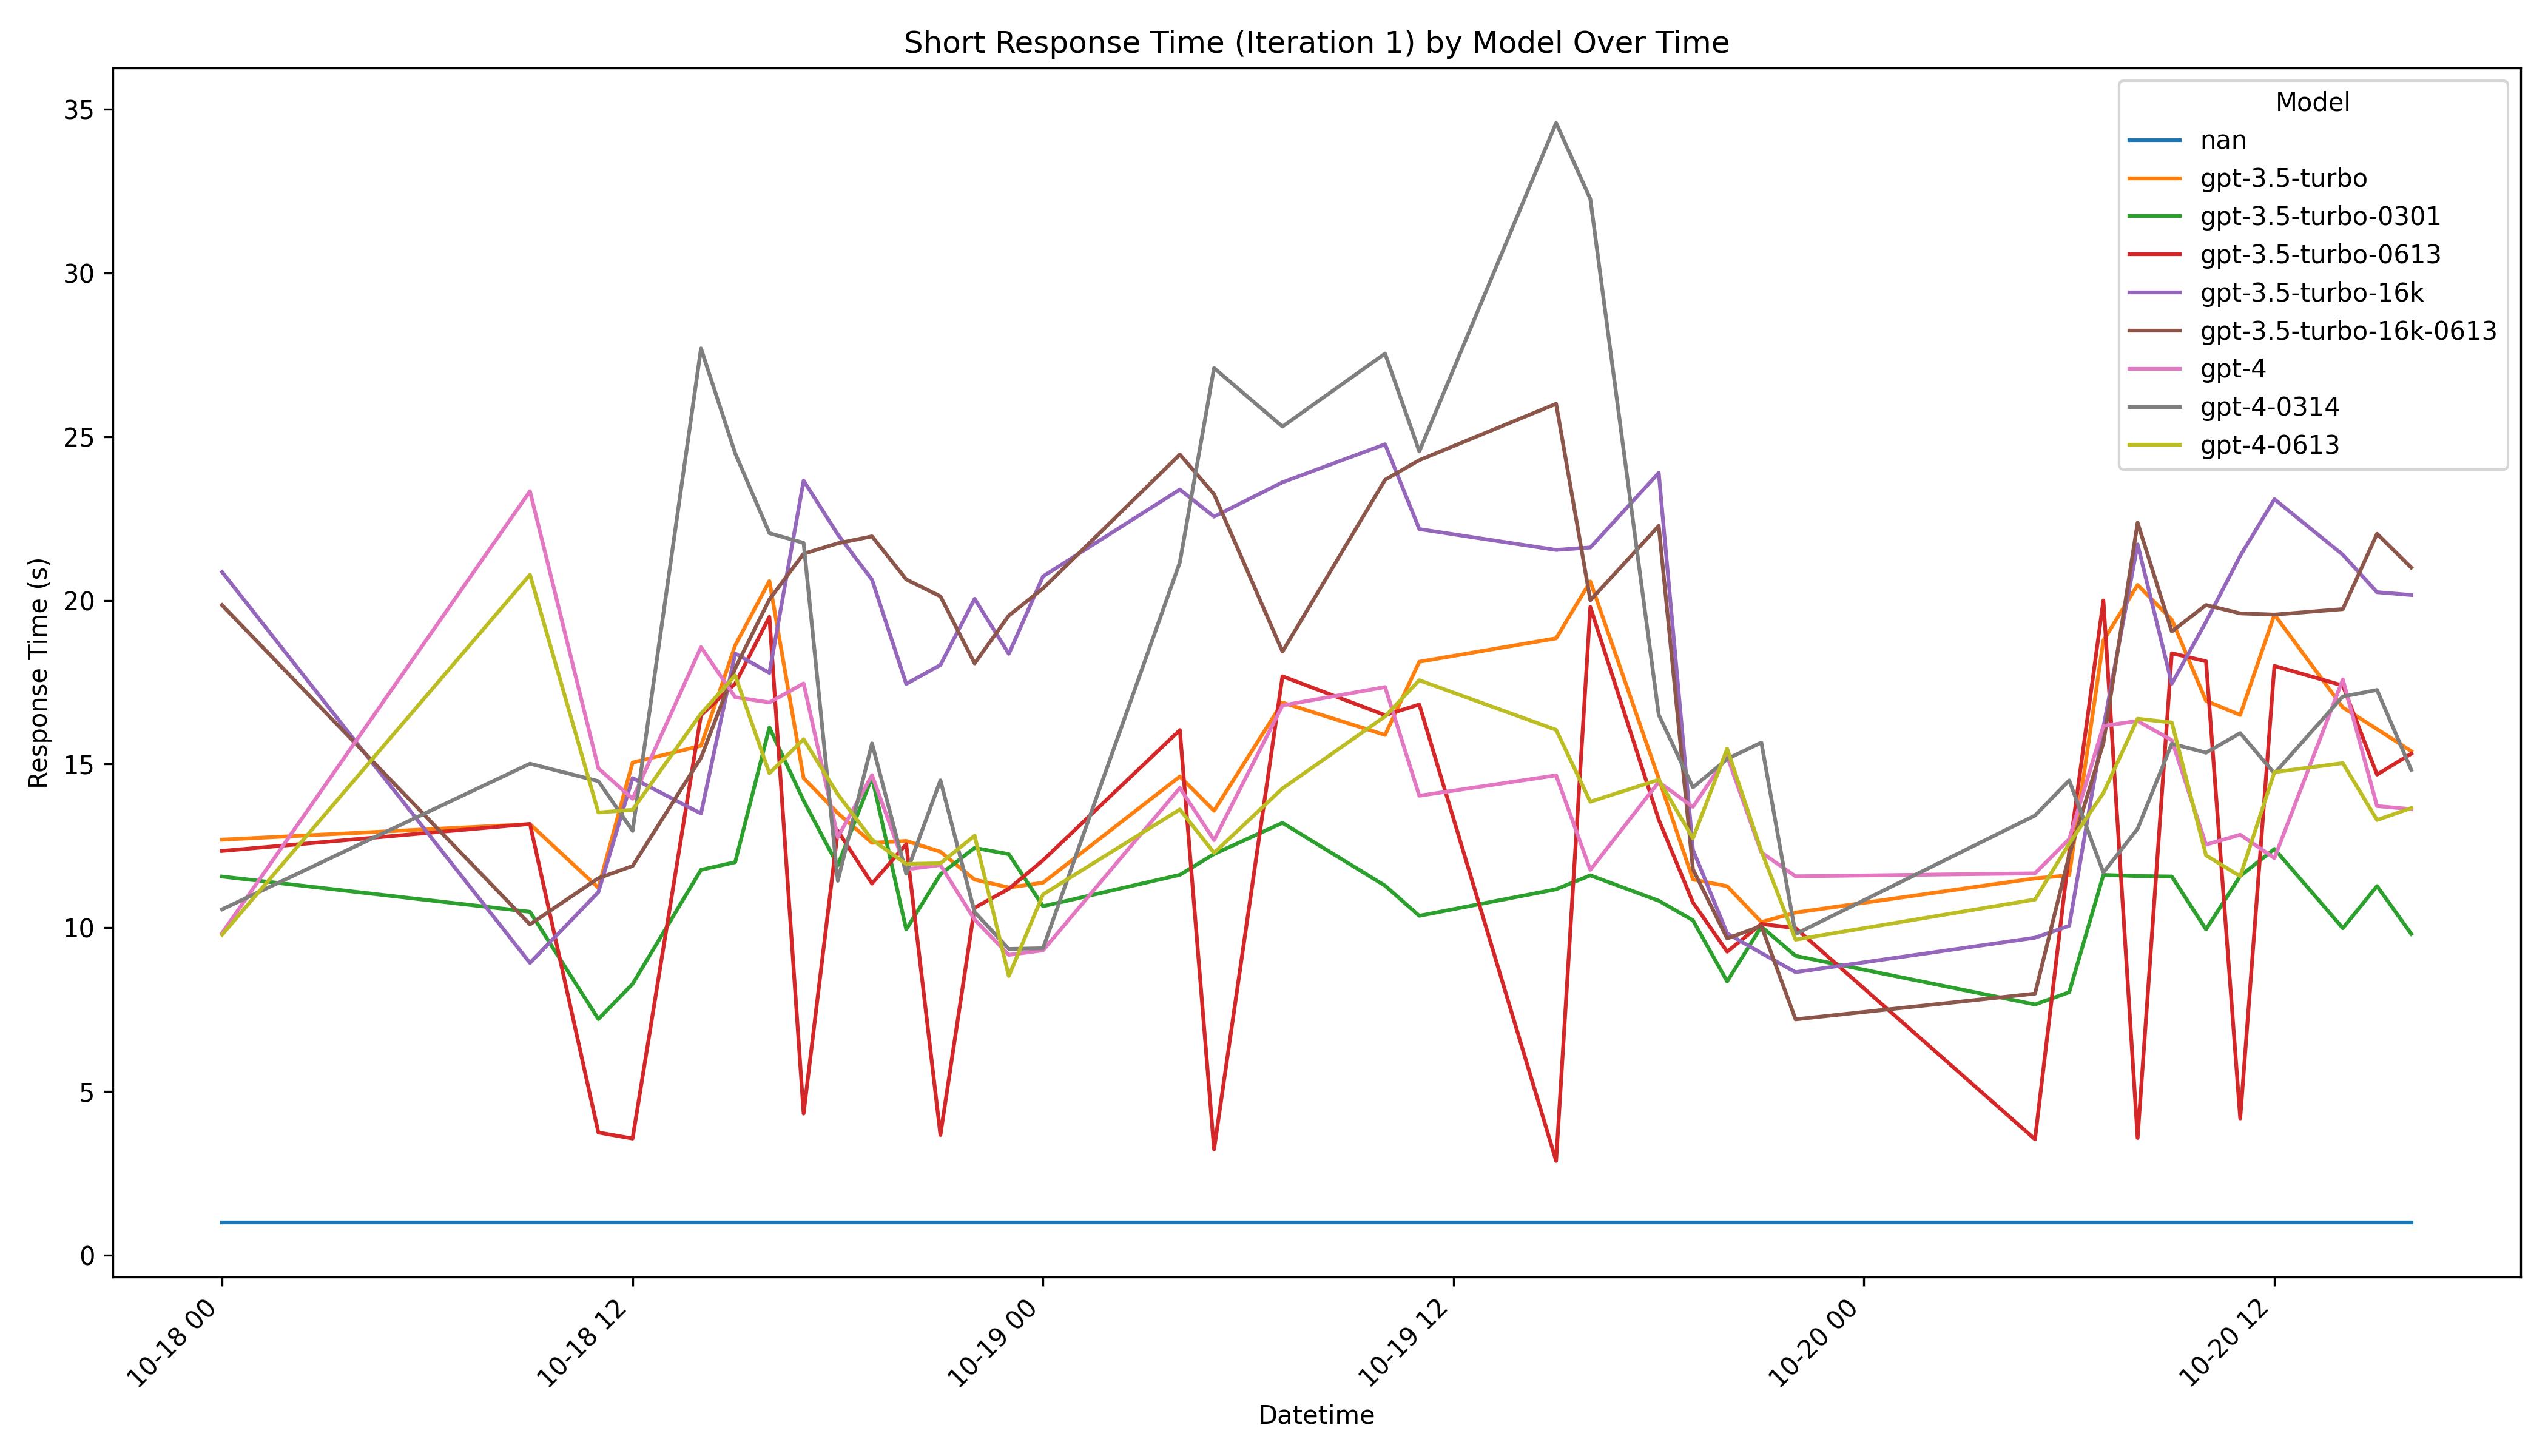 Short Response Time (Iteration 1) by Model Over Time
Model
nan
gpt-3.5-turbo
gpt-3.5-turbo-0301
gpt-3.5-turbo-0613
gpt-3.5-turbo-16k
gpt-3.5-turbo-16k-0613
gpt-4
gpt-4-0314
gpt-4-0613
Response Time (s)
35
30
25
20
15
10
5
0
10-18 00
10-18 12
10-19 00
10-19 12
10-20 00
10-20 12
Datetime